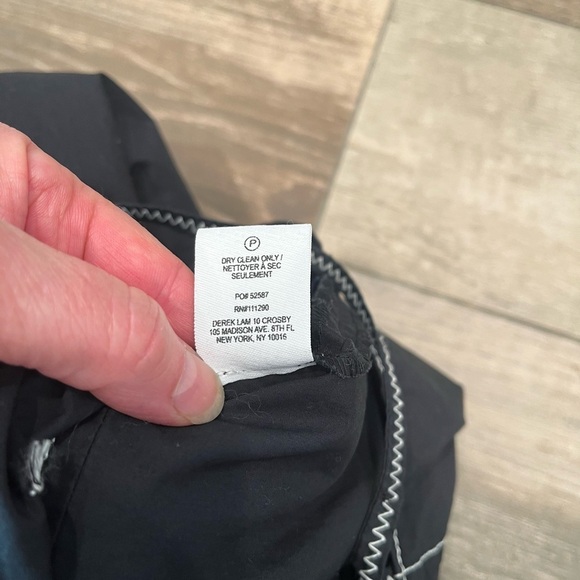 P
DRY CLEAN ONLY /
NETTOYER À SEC
SEULEMENT
PO# 52587
RN#111290
DEREK LAM 10 CROSBY
105 MADISON AVE. 8TH FL
NEW YORK, NY 10016